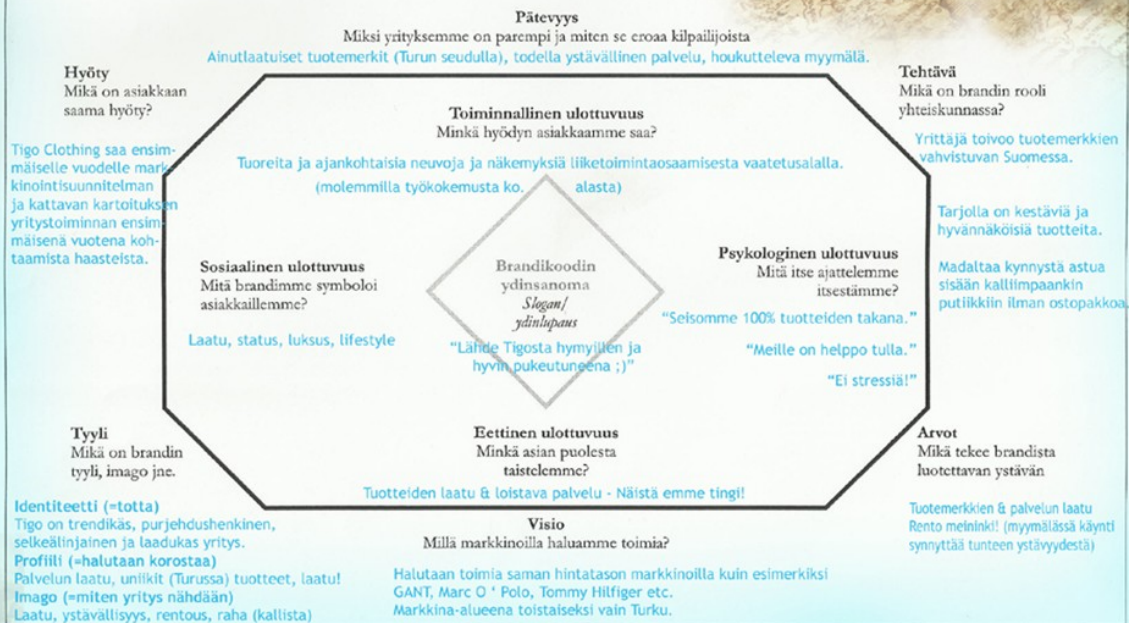 Pätevyys
Miksi yrityksemme on parempi ja miten se eroaa kilpailijoista
Ainutlaatuiset tuotemerkit (Turun seudulla), todella ystävällinen palvelu, houkutteleva myymälä.
Hyöty
Mikä on asiakkaan
saama hyöty?
Tigo Clothing saa ensim-
mäiselle vuodelle mark-
kinointisuunnitelman
ja kattavan kartoituksen
yritystoiminnan ensim-
mäisenä vuotena koh-
taamista haasteista.
Tehtävä
Mikä on brandin rooli
yhteiskunnassa?
Yrittäjä toivoo tuotemerkkien
vahvistuvan Suomessa.
Tarjolla on kestäviä ja
hyvännäköisiä tuotteita.
Madaltaa kynnystä astua
sisään kalliimpaankin
putiikkiin ilman ostopakkoa.
Toiminnallinen ulottuvuus
Minkä hyödyn asiakkaamme saa?
Tuoreita ja ajankohtaisia neuvoja ja näkemyksiä liiketoimintaosaamisesta vaatetusalalla.
(molemmilla työkokemusta ko. alasta)
Sosiaalinen ulottuvuus
Mitä brandimme symboloi
asiakkaillemme?
Laatu, status, luksus, lifestyle
Brandikoodin
ydinsanoma
Slogan/
ydinlupaus
“Lähde Tigosta hymyillen ja
hyvin pukeutuneena ;)”
Psykologinen ulottuvuus
Mitä itse ajattelemme
itsestämme?
“Seisomme 100% tuotteiden takana.”
“Meille on helppo tulla.”
“Ei stressiä!”
Eettinen ulottuvuus
Minkä asian puolesta
taistelemme?
Tuotteiden laatu & loistava palvelu - Näistä emme tingi!
Tyyli
Mikä on brandin
tyyli, imago jne.
Identiteetti (=totta)
Tigo on trendikäs, purjehdushenkinen,
selkeälinjainen ja laadukas yritys.
Profiili (=halutaan korostaa)
Palvelun laatu, uniikit (Turussa) tuotteet, laatu!
Imago (=miten yritys nähdään)
Laatu, ystävällisyys, rentous, raha (kallista)
Visio
Millä markkinoilla haluamme toimia?
Halutaan toimia saman hintatason markkinoilla kuin esimerkiksi
GANT, Marc O ‘ Polo, Tommy Hilfiger etc.
Markkina-alueena toistaiseksi vain Turku.
Arvot
Mikä tekee brandista
luotettavan ystävän
Tuotemerkkien & palvelun laatu
Rento meininki! (myymälässä käynti
synnyttää tunteen ystävyydestä)